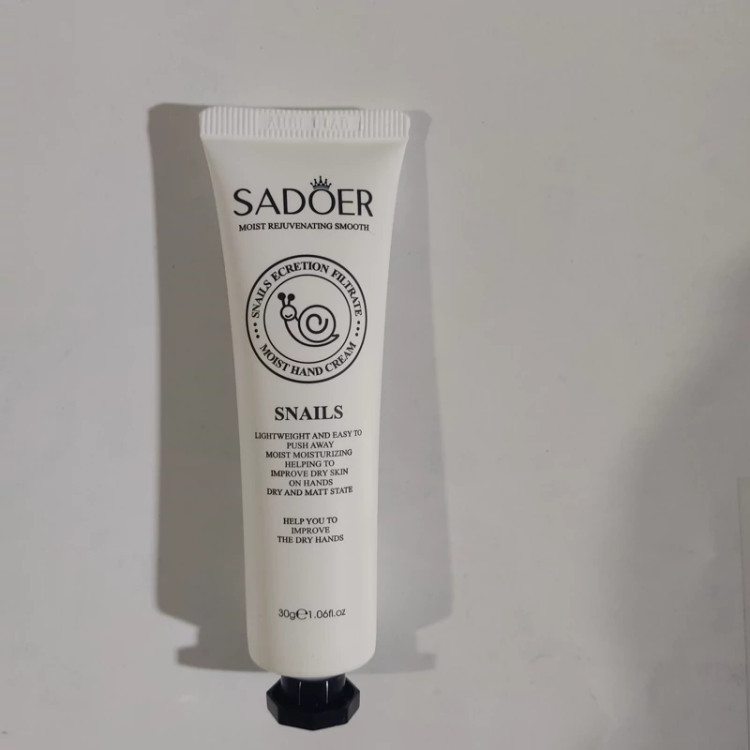 SADOER
MOIST REJUVENATING SMOOTH
SNAILS ECRETION FILTRATE
MOIST HAND CREAM
SNAILS
LIGHTWEIGHT AND EASY TO
PUSH AWAY
MOIST MOISTURIZING
HELPING TO
IMPROVE DRY SKIN
ON HANDS
DRY AND MATT STATE
HELP YOU TO
IMPROVE
THE DRY HANDS
30g℮1.06fl.oz